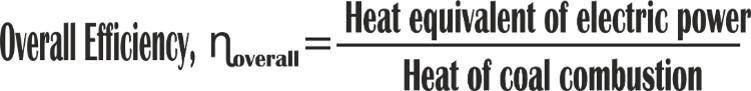 Overall Efficiency, ηoverall = Heat equivalent of electric power
Heat of coal combustion